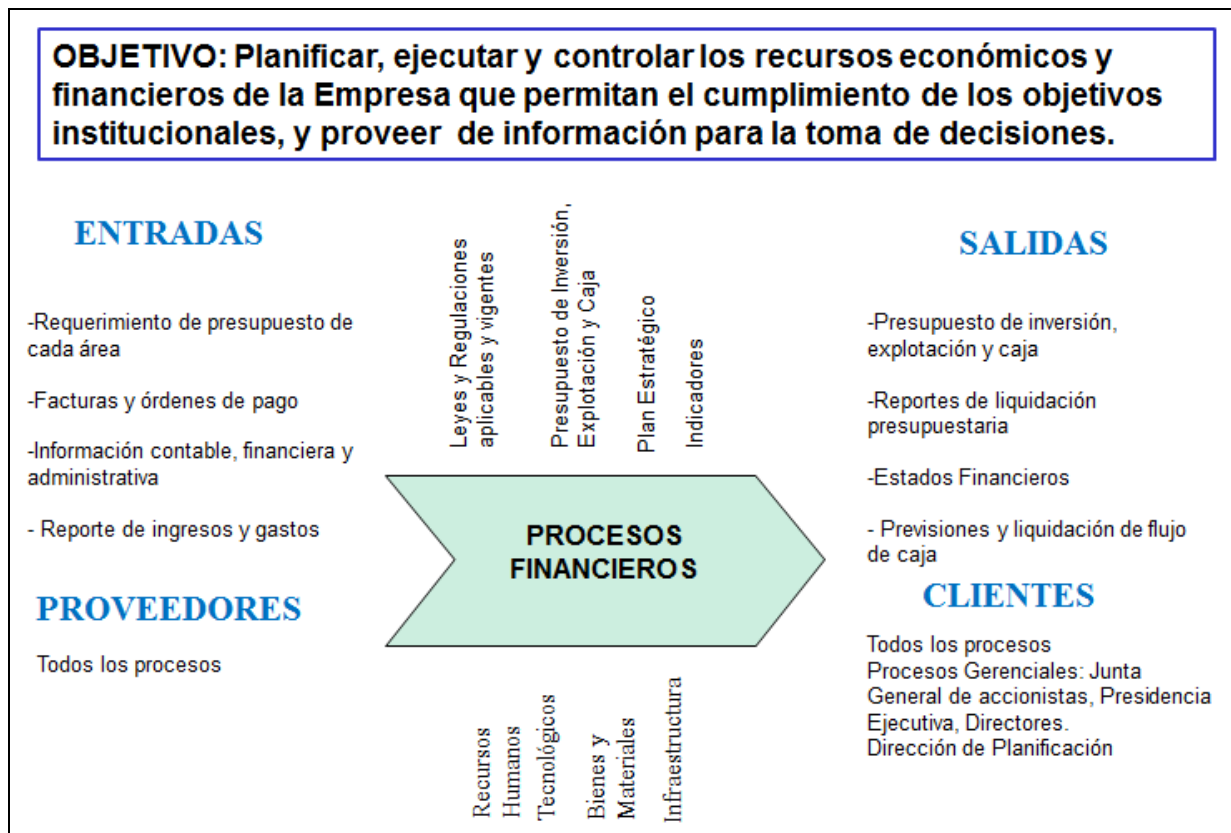 OBJETIVO: Planificar, ejecutar y controlar los recursos económicos y
financieros de la Empresa que permitan el cumplimiento de los objetivos
institucionales, y proveer de información para la toma de decisiones.
ENTRADAS
-Requerimiento de presupuesto de
cada área
-Facturas y órdenes de pago
-Información contable, financiera y
administrativa
- Reporte de ingresos y gastos
PROVEEDORES
Todos los procesos
Leyes y Regulaciones
aplicables y vigentes
Presupuesto de Inversión,
Explotación y Caja
Plan Estratégico
Indicadores
PROCESOS
FINANCIEROS
Recursos
Humanos
Tecnológicos
Bienes y
Materiales
Infraestructura
SALIDAS
-Presupuesto de inversión,
explotación y caja
-Reportes de liquidación
presupuestaria
-Estados Financieros
- Previsiones y liquidación de flujo
de caja
CLIENTES
Todos los procesos
Procesos Gerenciales: Junta
General de accionistas, Presidencia
Ejecutiva, Directores.
Dirección de Planificación